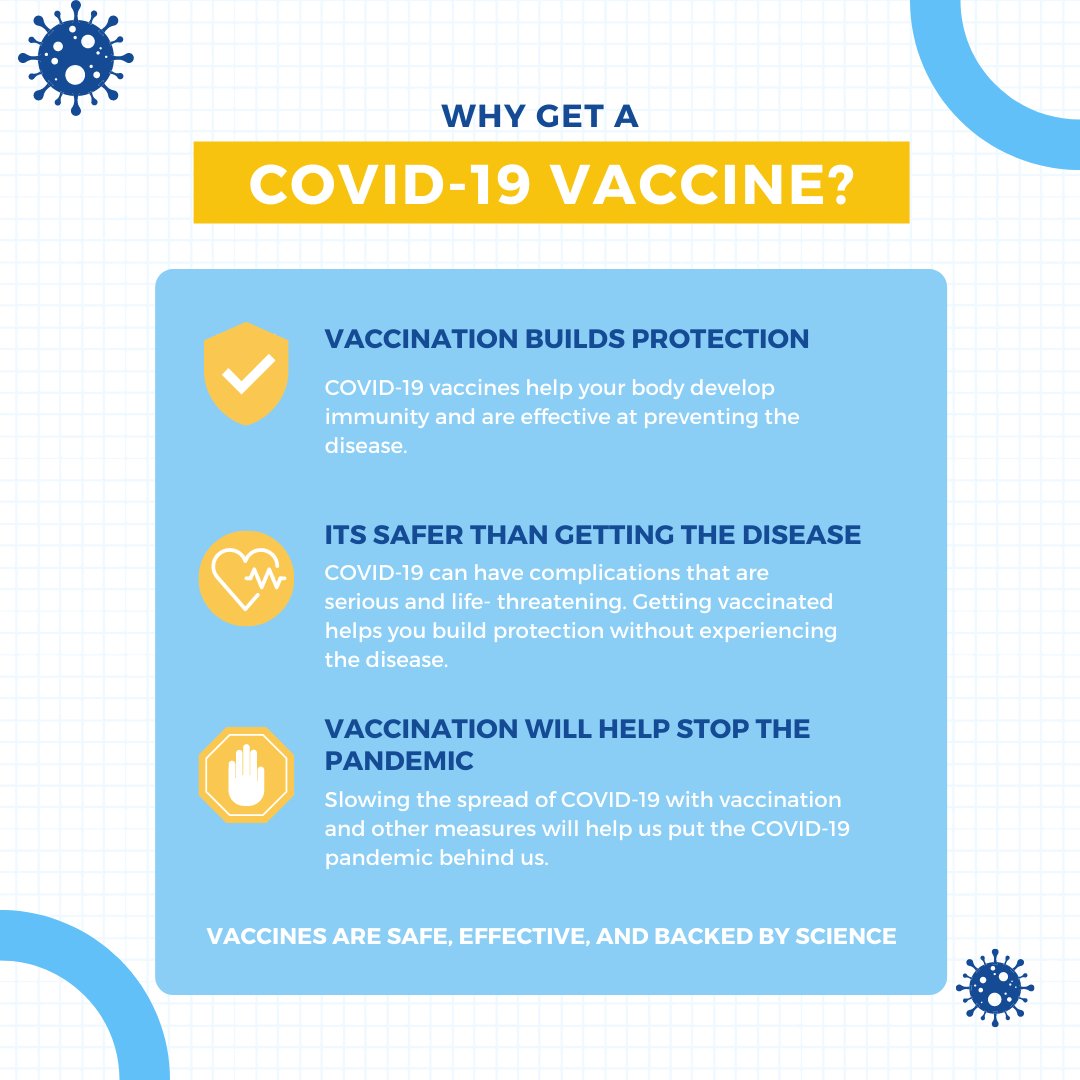 WHY GET A
COVID-19 VACCINE?
VACCINATION BUILDS PROTECTION
COVID-19 vaccines help your body develop
immunity and are effective at preventing the
disease.
ITS SAFER THAN GETTING THE DISEASE
COVID-19 can have complications that are
serious and life- threatening. Getting vaccinated
helps you build protection without experiencing
the disease.
VACCINATION WILL HELP STOP THE
PANDEMIC
Slowing the spread of COVID-19 with vaccination
and other measures will help us put the COVID-19
pandemic behind us.
VACCINES ARE SAFE, EFFECTIVE, AND BACKED BY SCIENCE